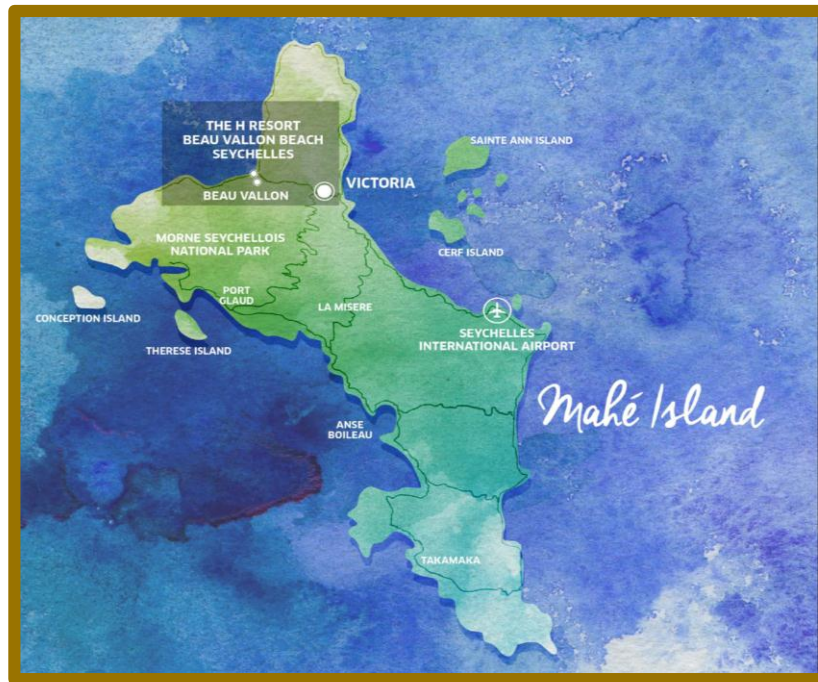 THE H RESORT
BEAU VALLON BEACH
SEYCHELLES
BEAU VALLON
VICTORIA
SAINTE ANN ISLAND
CERF ISLAND
MORNE SEYCHELLOIS
NATIONAL PARK
PORT
GLAUD
LA MISERE
CONCEPTION ISLAND
THERESE ISLAND
SEYCHELLES
INTERNATIONAL AIRPORT
Mahé Island
ANSE
BOILEAU
TAKAMAKA